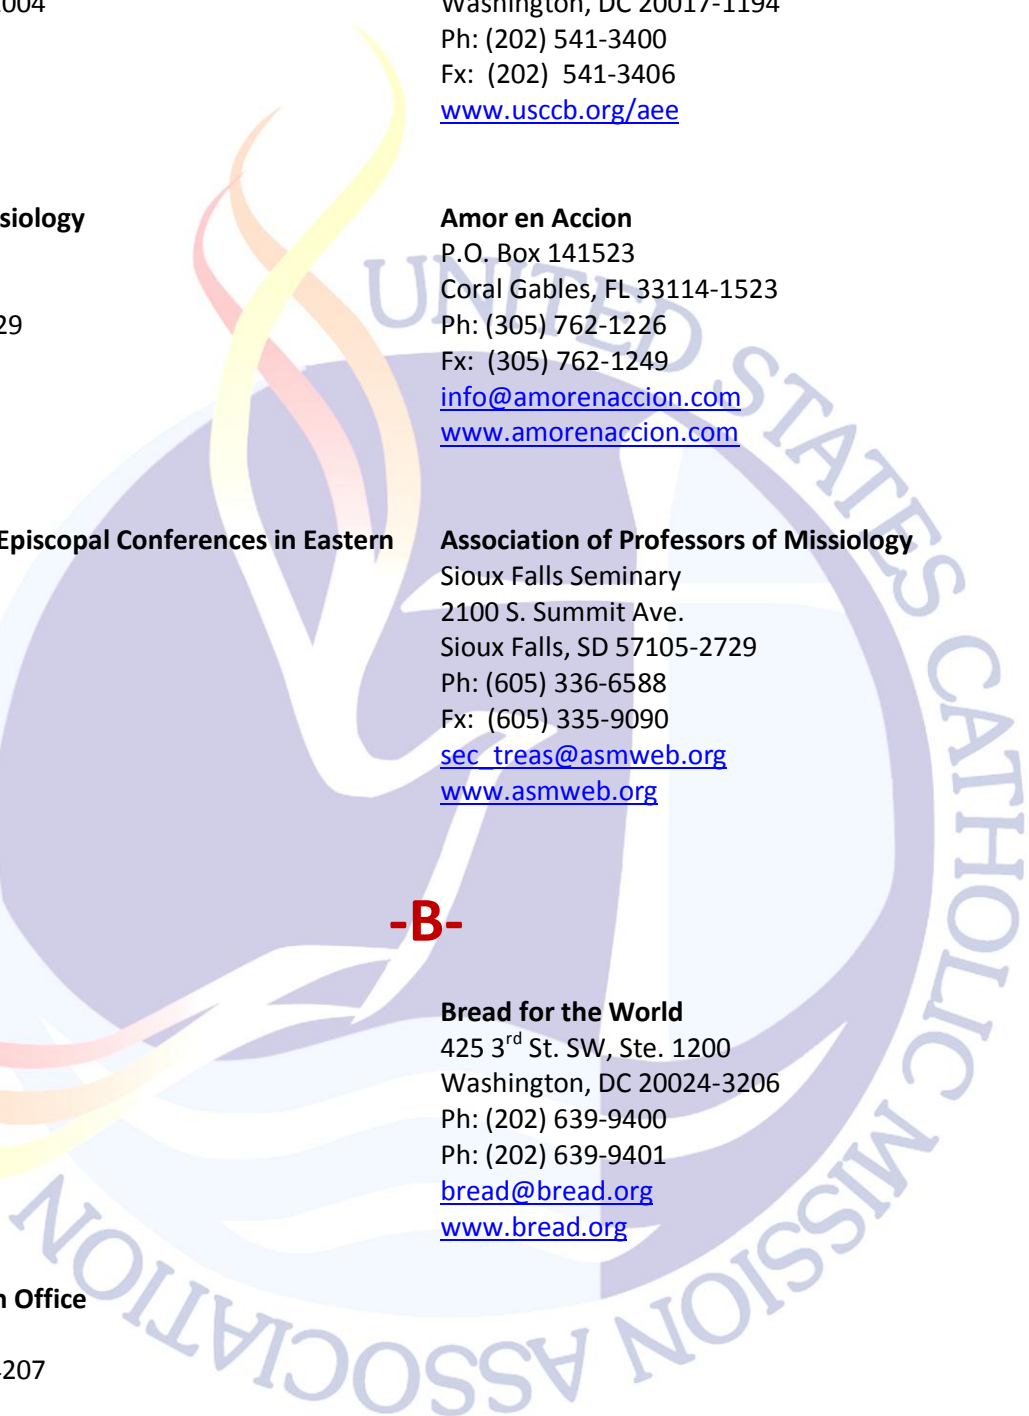 004
Washington, DC 20017-1194
Ph: (202) 541-3400
Fx:  (202)  541-3406
www.usccb.org/aee
siology
29
Amor en Accion
P.O. Box 141523
Coral Gables, FL 33114-1523
Ph: (305) 762-1226
Fx:  (305) 762-1249
info@amorenaccion.com
www.amorenaccion.com
Episcopal Conferences in Eastern
Association of Professors of Missiology
Sioux Falls Seminary
2100 S. Summit Ave.
Sioux Falls, SD 57105-2729
Ph: (605) 336-6588
Fx:  (605) 335-9090
sec_treas@asmweb.org
www.asmweb.org
-B-
Bread for the World
425 3rd St. SW, Ste. 1200
Washington, DC 20024-3206
Ph: (202) 639-9400
Ph: (202) 639-9401
bread@bread.org
www.bread.org
n Office
4207
UNITED STATES CATHOLIC MISSION ASSOCIATION